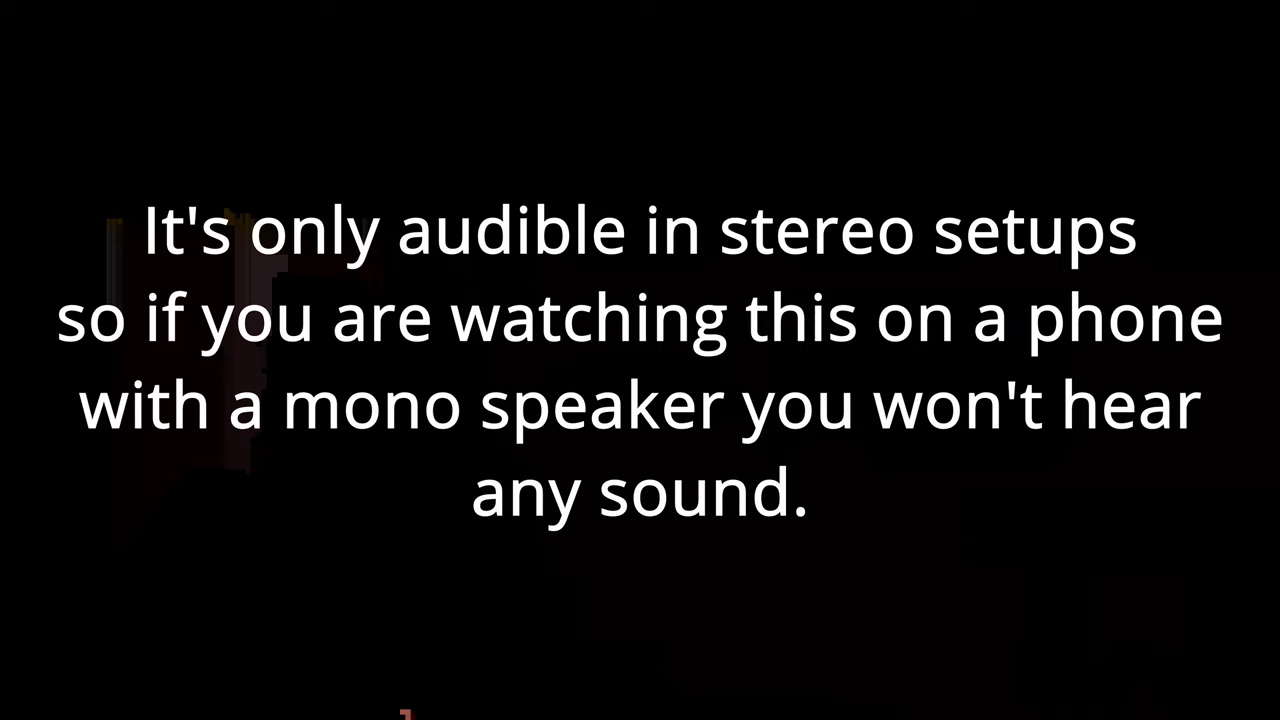 It's only audible in stereo setups
so if you are watching this on a phone
with a mono speaker you won't hear
any sound.